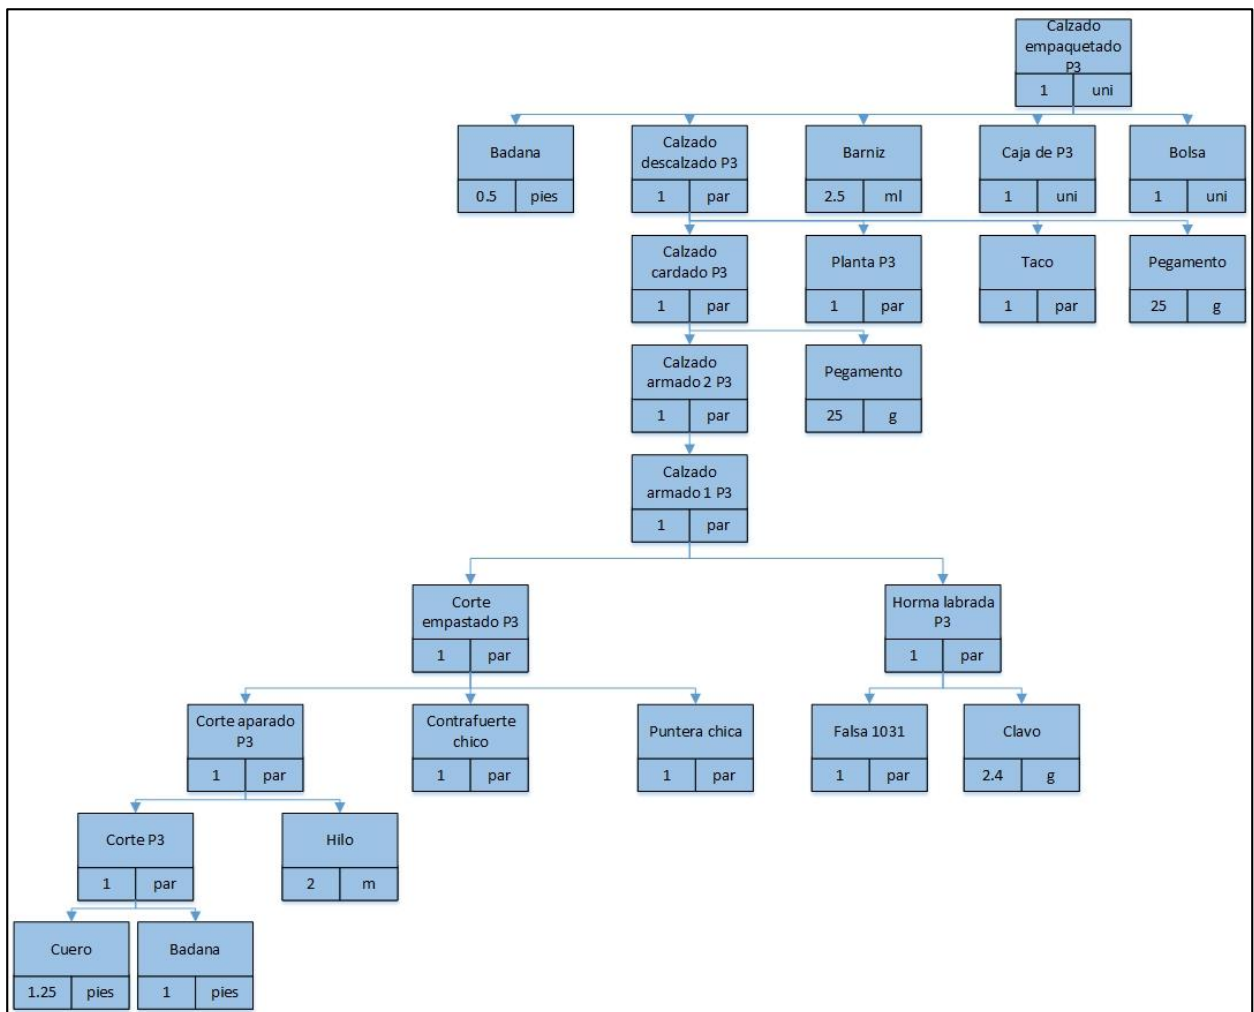 Calzado
empaquetado
P3
1 uni
Badana
0.5 pies
Calzado
descalzado P3
1 par
Barniz
2.5 ml
Caja de P3
1 uni
Bolsa
1 uni
Calzado
cardado P3
1 par
Planta P3
1 par
Taco
1 par
Pegamento
25 g
Calzado
armado 2 P3
1 par
Pegamento
25 g
Calzado
armado 1 P3
1 par
Corte
empastado P3
1 par
Horma labrada
P3
1 par
Corte aparado
P3
1 par
Contrafuerte
chico
1 par
Puntera chica
1 par
Falsa 1031
1 par
Clavo
2.4 g
Corte P3
1 par
Hilo
2 m
Cuero
1.25 pies
Badana
1 pies